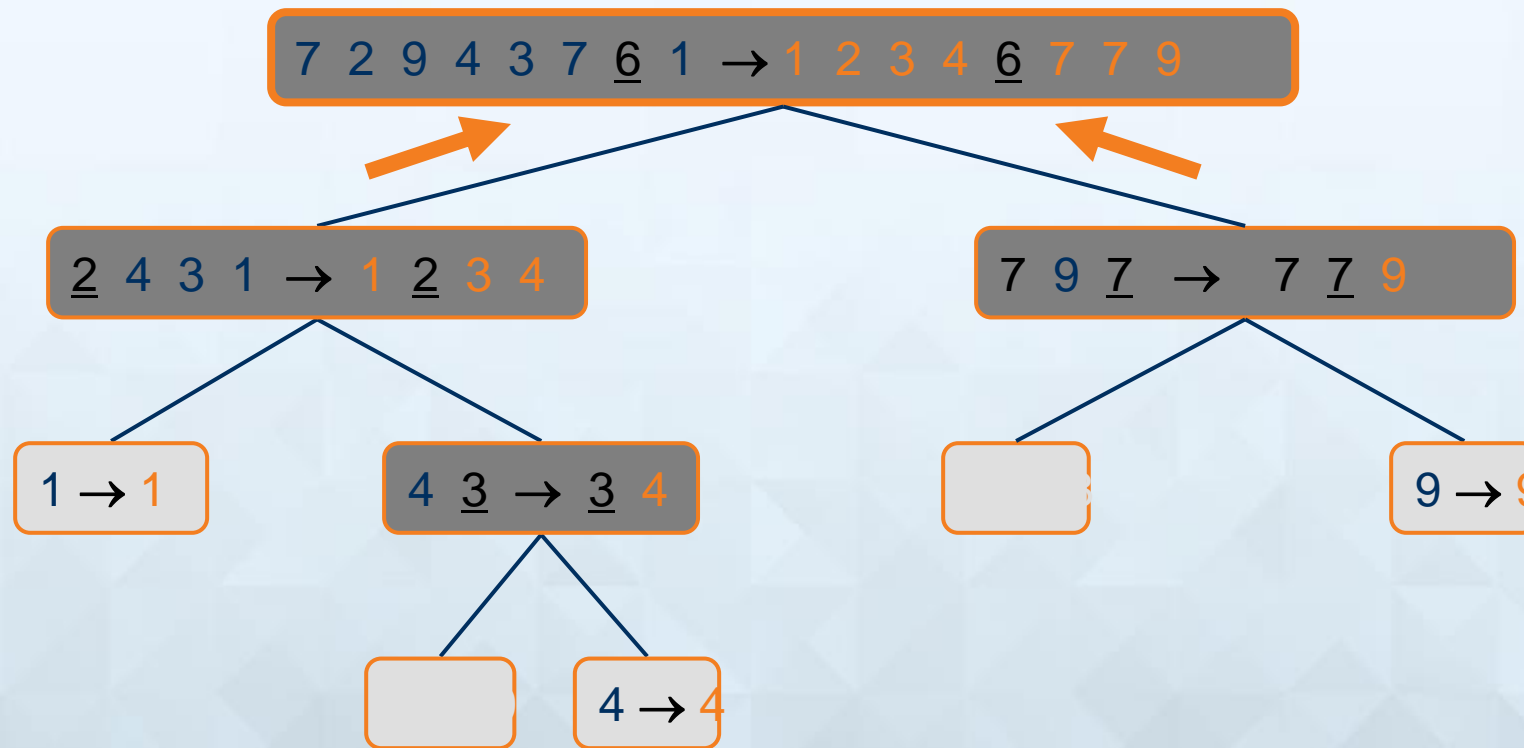 7 2 9 4 3 7 6 1 → 1 2 3 4 6 7 7 9
2 4 3 1 → 1 2 3 4
7 9 7 → 7 7 9
1 → 1
4 3 → 3 4
9 → 9
4 → 4